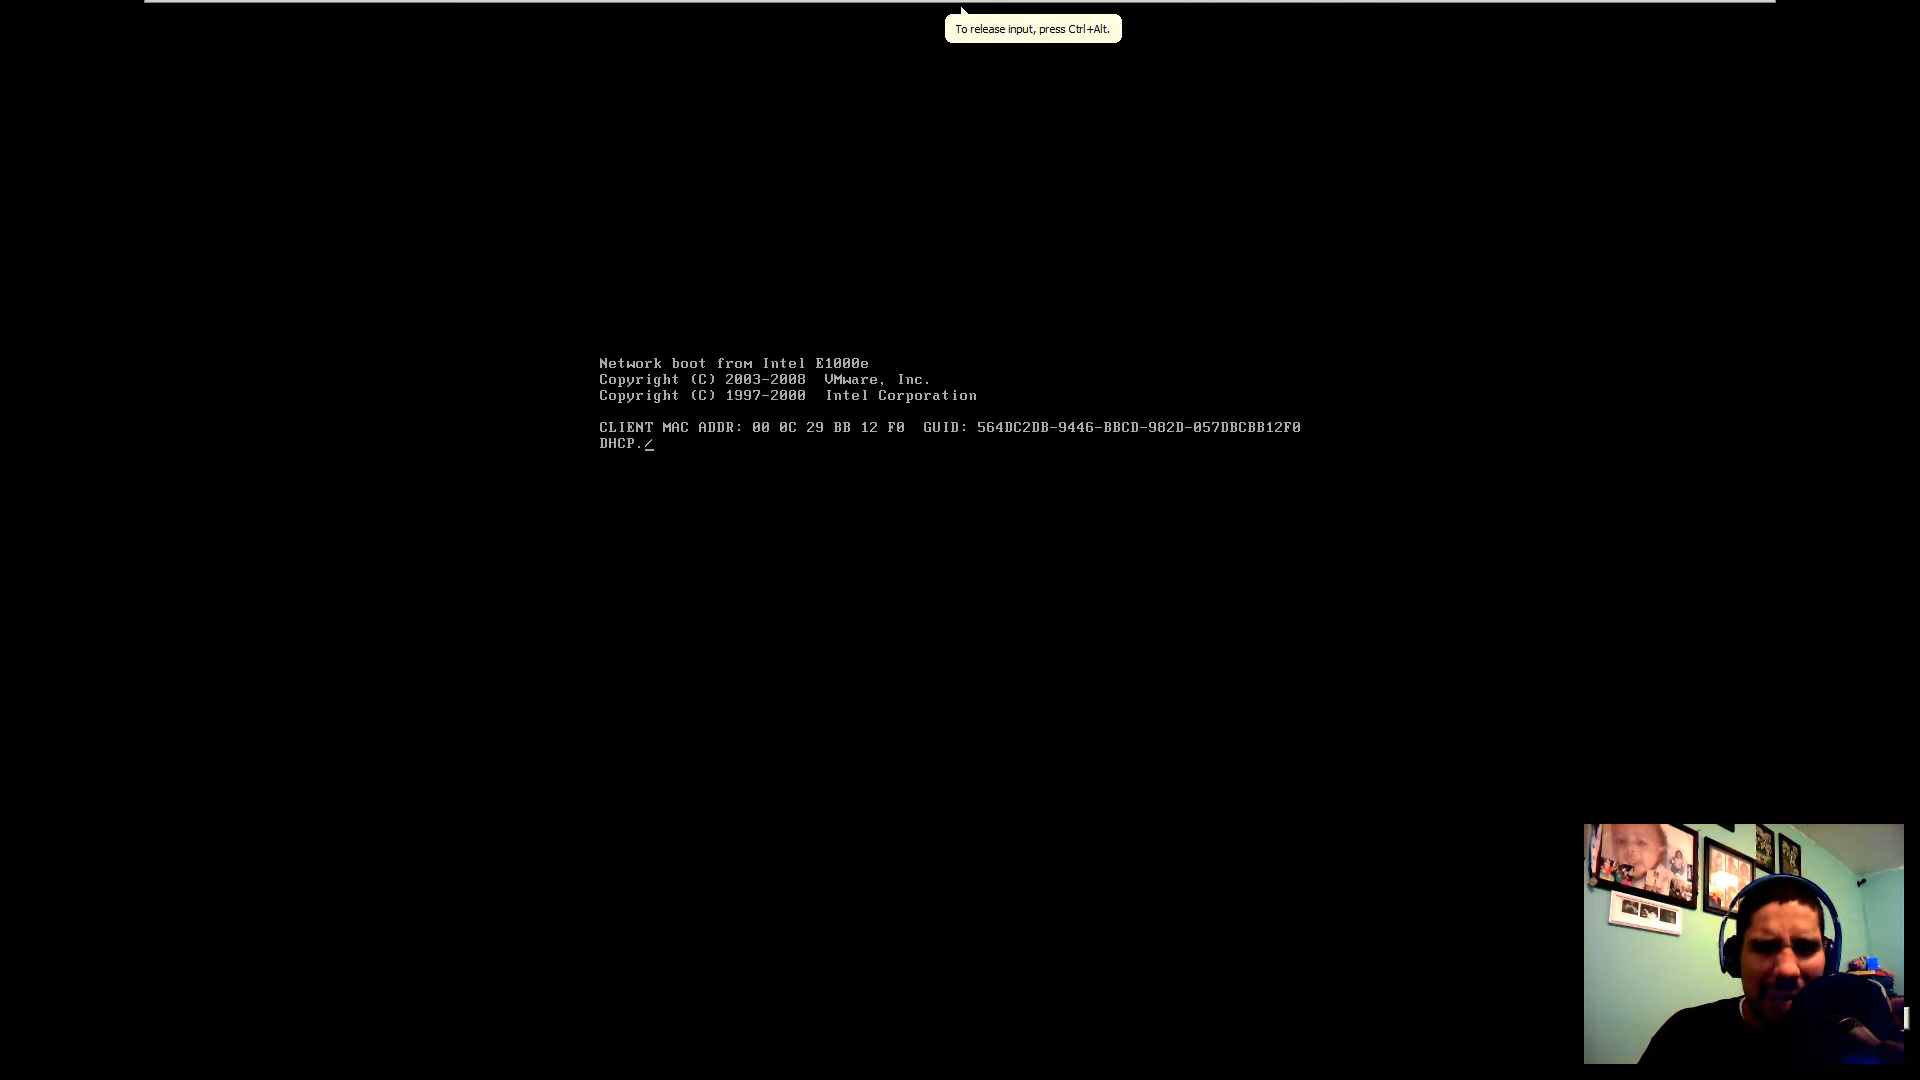 To release input, press Ctrl+Alt.
Network boot from Intel E1000e
Copyright (C) 2003-2008  VMware, Inc.
Copyright (C) 1997-2000  Intel Corporation
CLIENT MAC ADDR: 00 0C 29 BB 12 F0  GUID: 564DC2DB-9446-BBCD-982D-057DBCBB12F0
DHCP./